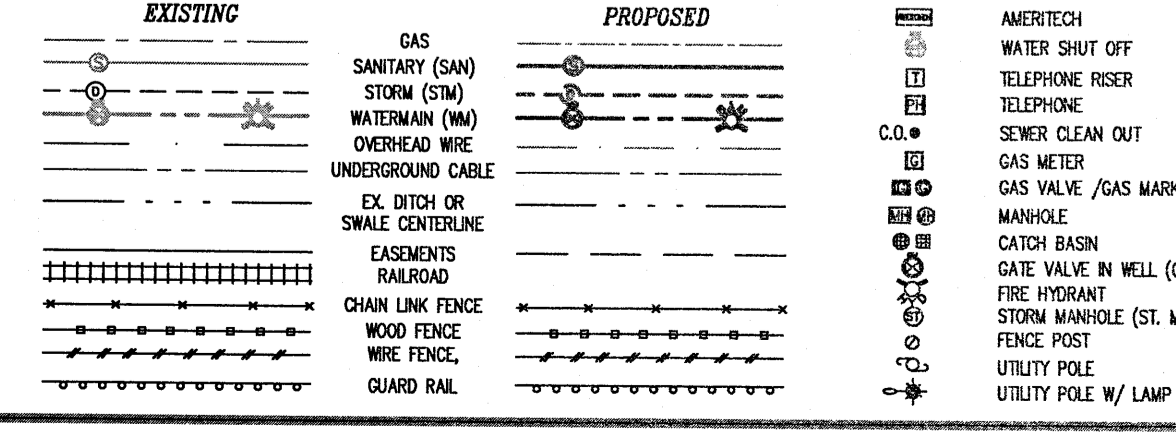 EXISTING
PROPOSED
GAS
SANITARY (SAN)
STORM (STM)
WATERMAIN (WM)
OVERHEAD WIRE
UNDERGROUND CABLE
EX. DITCH OR
SWALE CENTERLINE
EASEMENTS
RAILROAD
CHAIN LINK FENCE
WOOD FENCE
WIRE FENCE,
GUARD RAIL
S
D
S
D
AMERITECH
WATER SHUT OFF
T TELEPHONE RISER
PH TELEPHONE
C.O. SEWER CLEAN OUT
G GAS METER
G G GAS VALVE /GAS MARK
MH MH MANHOLE
CATCH BASIN
GATE VALVE IN WELL (G
FIRE HYDRANT
ST STORM MANHOLE (ST. M
FENCE POST
UTILITY POLE
UTILITY POLE W/ LAMP